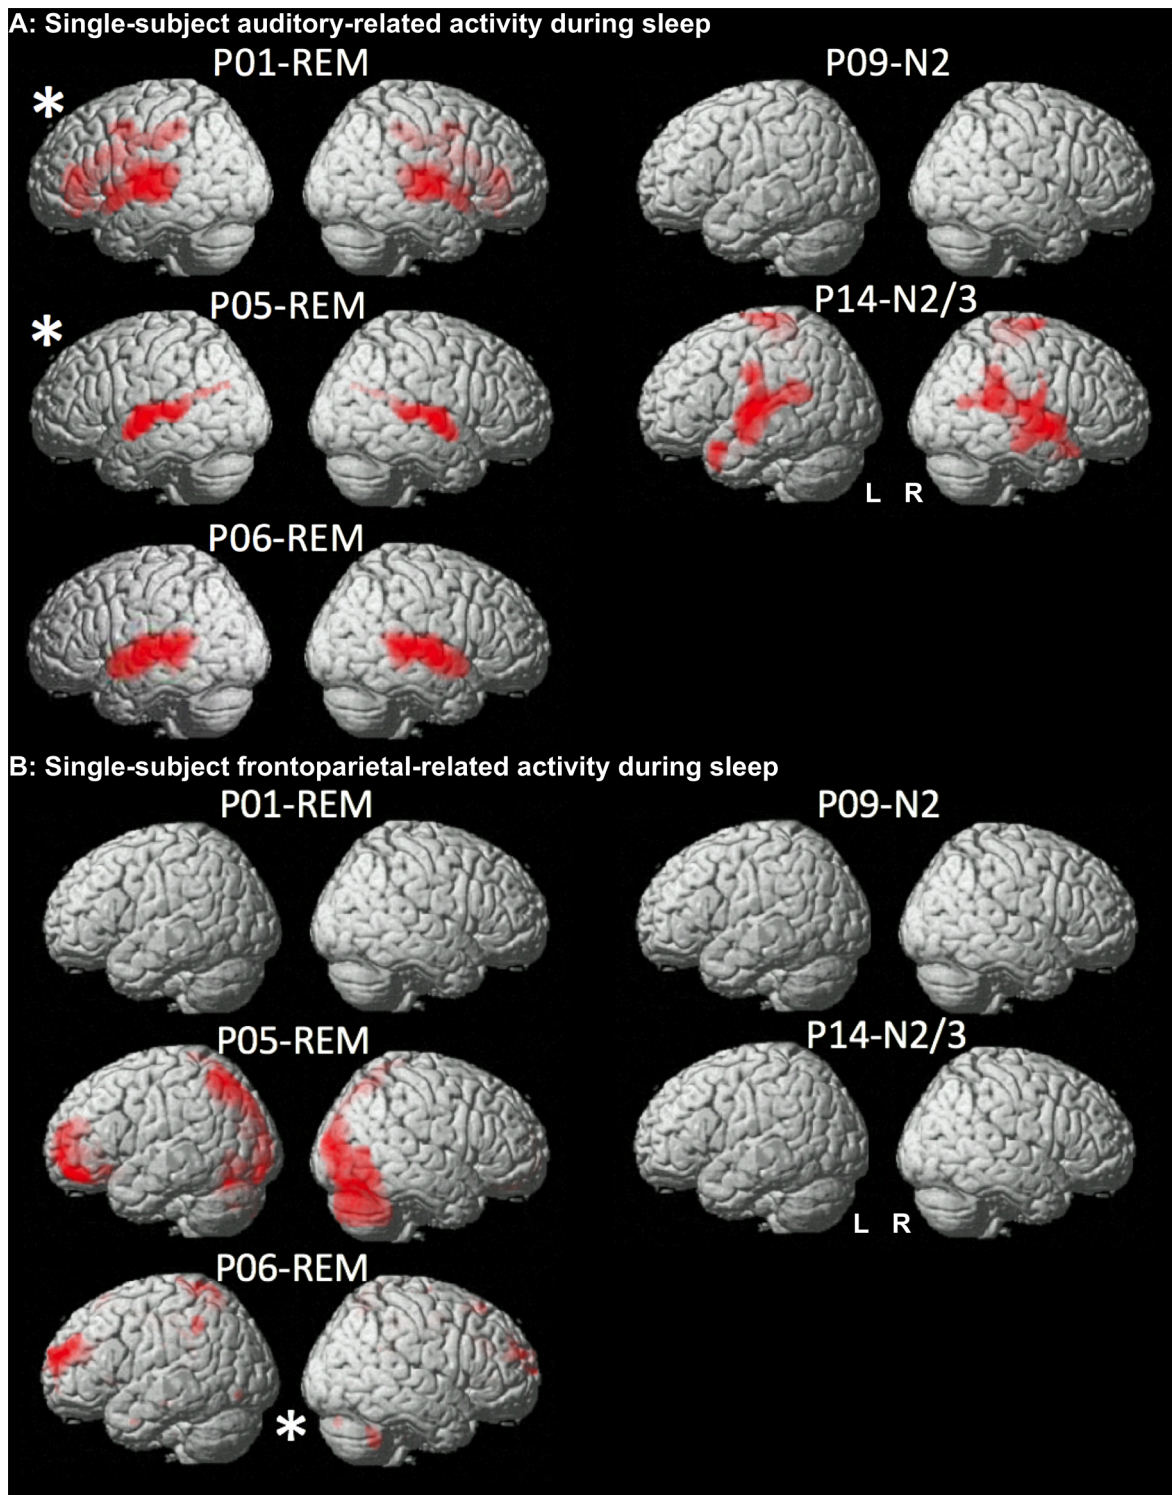 A: Single-subject auditory-related activity during sleep
P01-REM
P09-N2
*
P05-REM
P14-N2/3
*
L R
P06-REM
B: Single-subject frontoparietal-related activity during sleep
P01-REM
P09-N2
P05-REM
P14-N2/3
L R
P06-REM
*